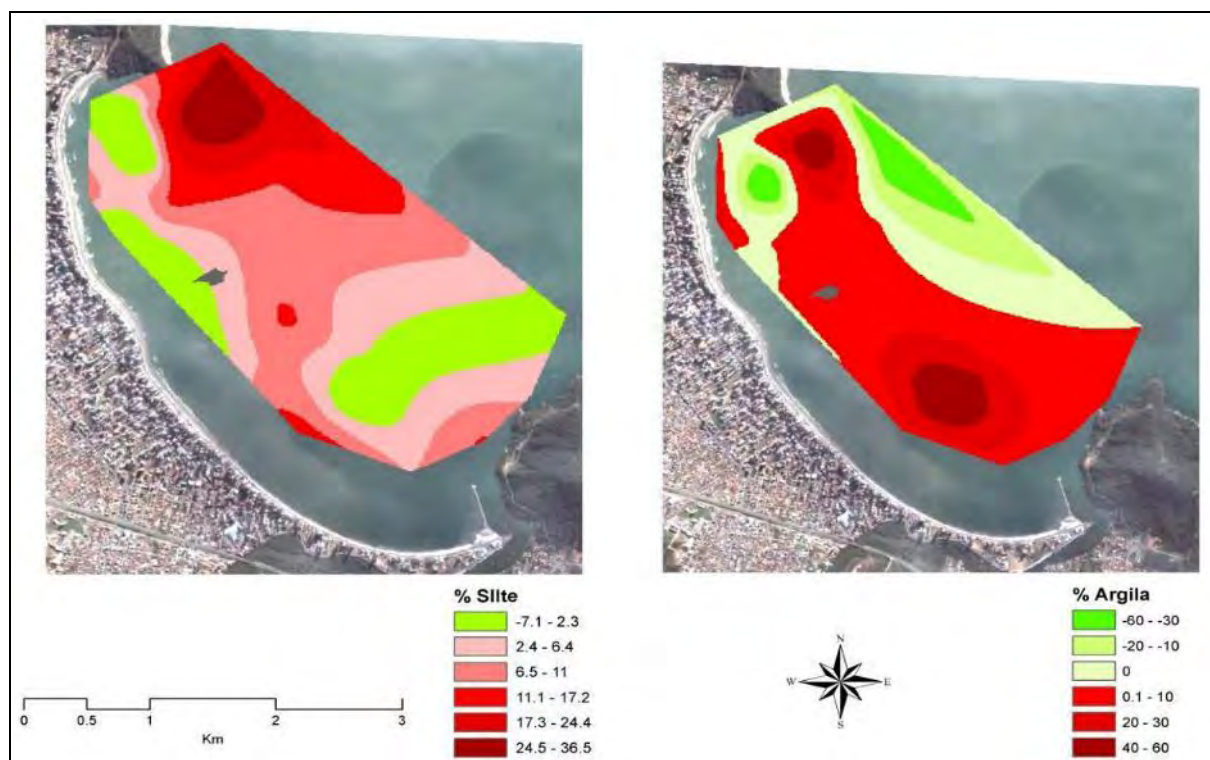 % Silte
-7.1 - 2.3
2.4 - 6.4
6.5 - 11
11.1 - 17.2
17.3 - 24.4
24.5 - 36.5
0 0.5 1 2 3
Km
N
W E
S
% Argila
-60 - -30
-20 - -10
0
0.1 - 10
20 - 30
40 - 60